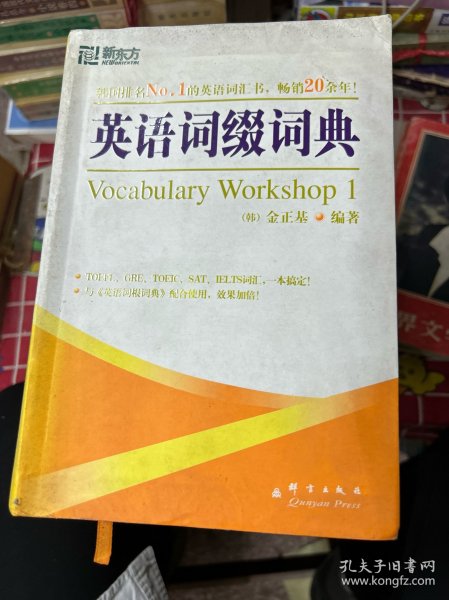 新东方
NEW ORIENTAL
韩国排名No.1的英语词汇书，畅销20余年！
英语词缀词典
Vocabulary Workshop 1
（韩）金正基 编著
TOEFL、GRE、TOEIC、SAT、IELTS词汇，一本搞定！
与《英语词根词典》配合使用，效果加倍！
群言出版社
Qunyan Press
界文
孔夫子旧书网
www.kongfz.com